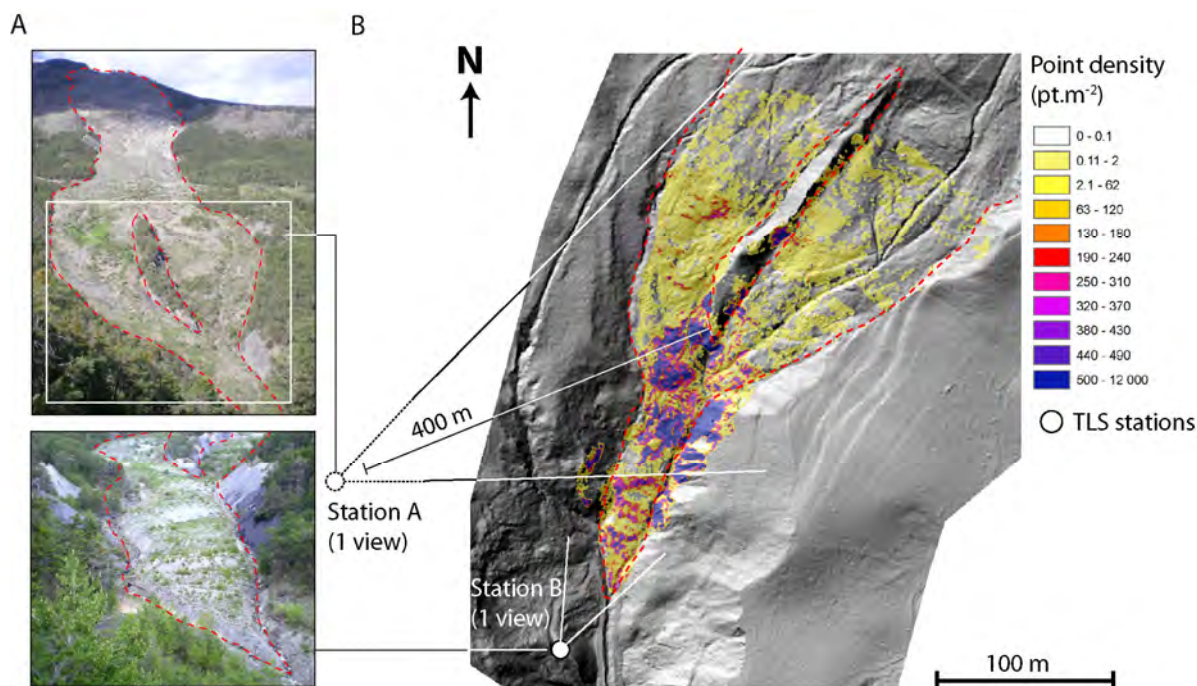 A
B
N
Point density
(pt.m-2)
0 - 0.1
0.11 - 2
2.1 - 62
63 - 120
130 - 180
190 - 240
250 - 310
320 - 370
380 - 430
440 - 490
500 - 12 000
TLS stations
400 m
Station A
(1 view)
Station B
(1 view)
100 m